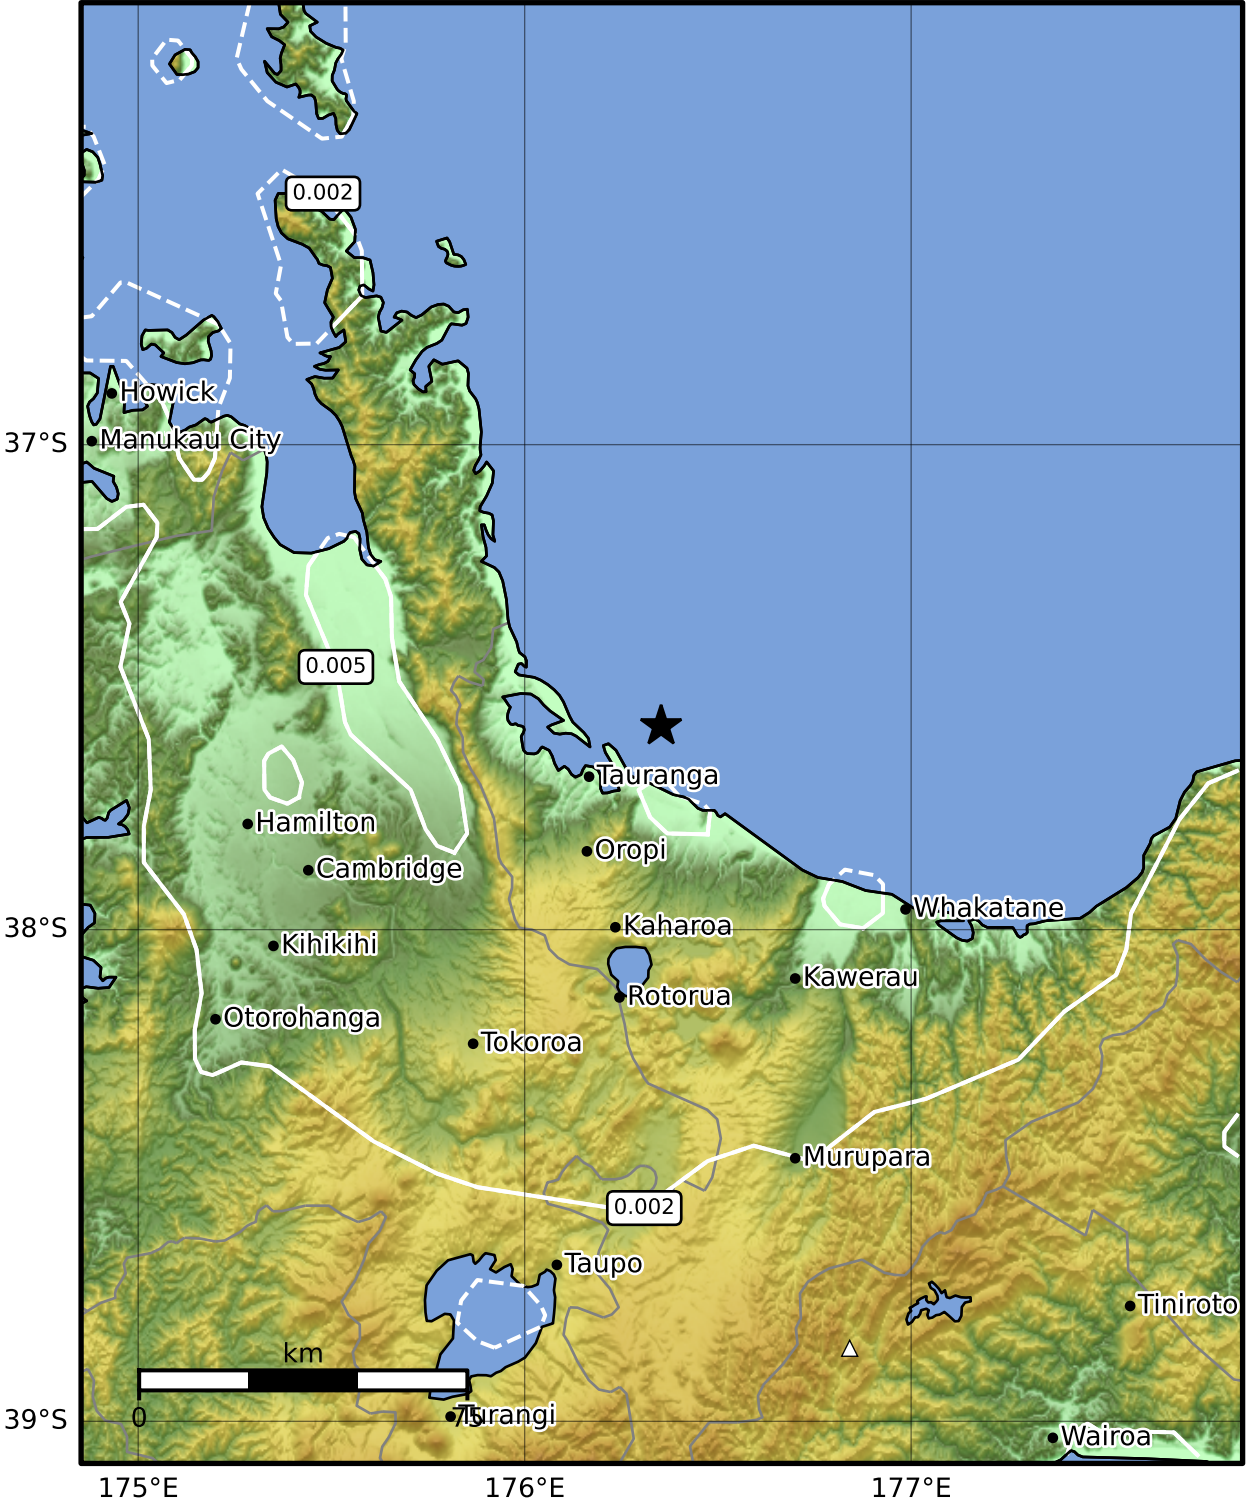 0.002
Howick
Manukau City
37°S
0.005
Tauranga
Hamilton
Oropi
Cambridge
Whakatane
38°S
Kaharoa
Kihikihi
Kawerau
Rotorua
Otorohanga
Tokoroa
Murupara
0.002
Taupo
Tiniroto
km
0
75
Turangi
39°S
Wairoa
175°E
176°E
177°E